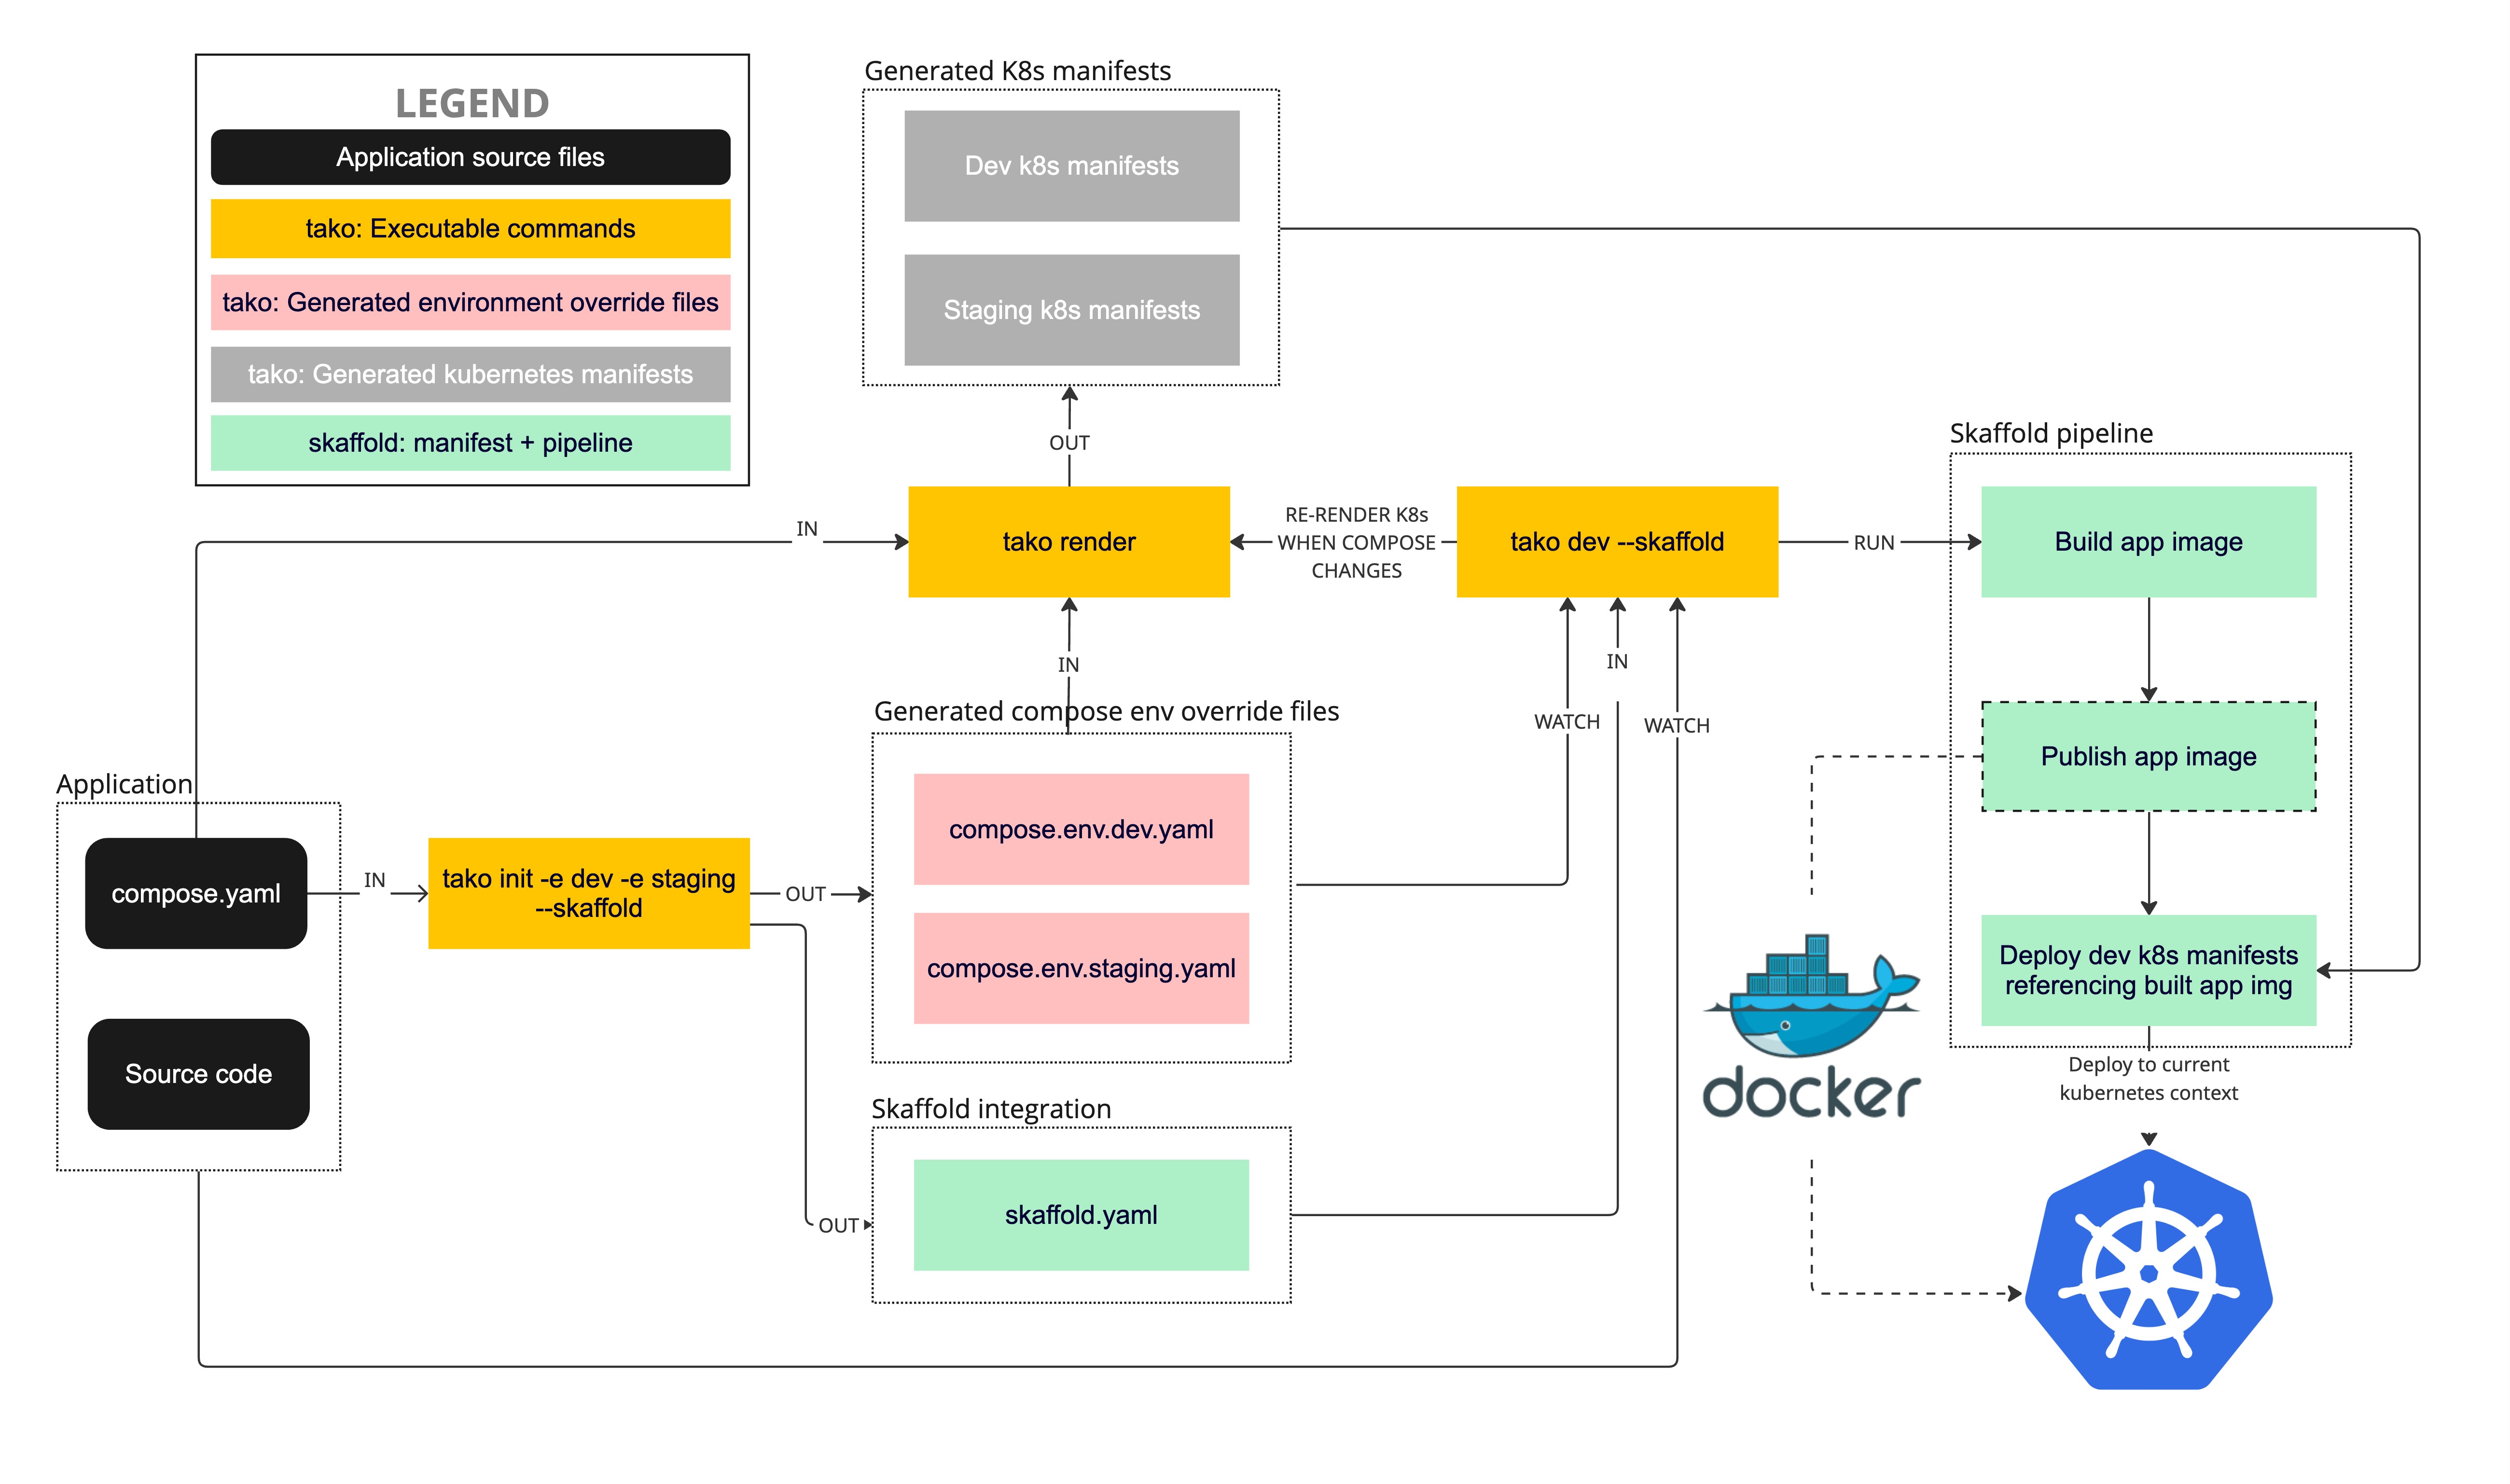 LEGEND
Application source files
tako: Executable commands
tako: Generated environment override files
tako: Generated kubernetes manifests
skaffold: manifest + pipeline
Generated K8s manifests
Dev k8s manifests
Staging k8s manifests
OUT
IN
tako render
RE-RENDER K8s
WHEN COMPOSE
CHANGES
tako dev --skaffold
RUN
Skaffold pipeline
Build app image
Publish app image
Deploy dev k8s manifests
referencing built app img
Deploy to current
kubernetes context
IN
IN
WATCH
WATCH
Generated compose env override files
compose.env.dev.yaml
compose.env.staging.yaml
Application
compose.yaml
Source code
IN
tako init -e dev -e staging
--skaffold
OUT
OUT
Skaffold integration
skaffold.yaml
docker